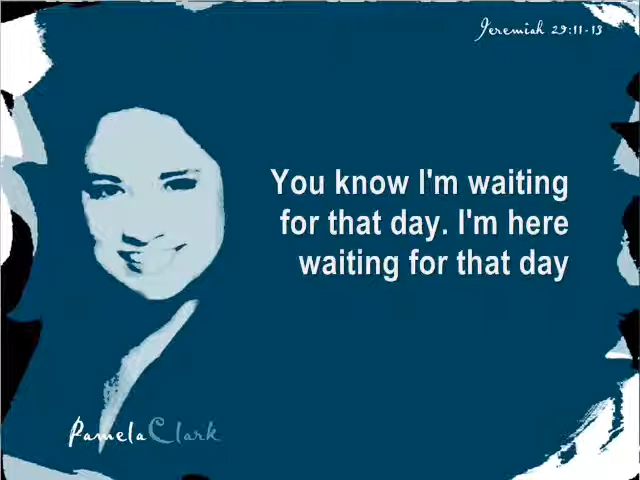 Jeremiah 29:11-13
You know I'm waiting
for that day. I'm here
waiting for that day
PamelaClark